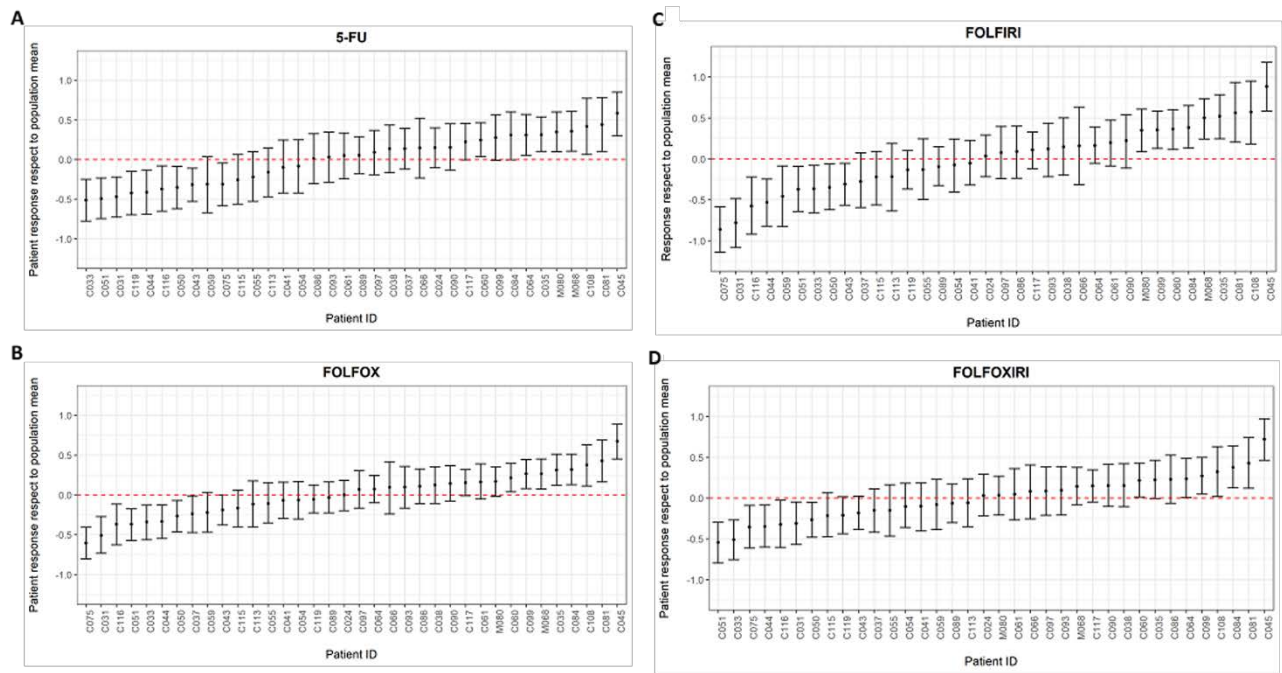 A
5-FU
Patient response respect to population mean
1.0
0.5
0.0
-0.5
-1.0
C033 C051 C031 C119 C044 C116 C050 C043 C059 C075 C115 C055 C113 C041 C054 C086 C093 C061 C089 C097 C038 C037 C066 C024 C090 C117 C060 C099 C084 C064 C035 M080 M068 C108 C081 C045
Patient ID
C
FOLFIRI
Response respect to population mean
1.0
0.5
0.0
-0.5
-1.0
C075 C031 C116 C044 C059 C051 C033 C050 C043 C037 C115 C113 C119 C055 C089 C054 C041 C024 C097 C086 C117 C093 C038 C066 C064 C061 C090 M080 C099 C060 C084 M068 C035 C081 C108 C045
Patient ID
B
FOLFOX
Patient response respect to population mean
1.0
0.5
0.0
-0.5
-1.0
C075 C031 C116 C051 C033 C044 C050 C037 C059 C043 C115 C113 C055 C041 C054 C119 C089 C024 C097 C064 C066 C093 C086 C038 C090 C117 C061 M080 C060 C099 M068 C035 C084 C108 C081 C045
Patient ID
D
FOLFOXIRI
Patient response respect to population mean
1.0
0.5
0.0
-0.5
-1.0
C051 C033 C075 C044 C116 C031 C050 C115 C119 C043 C037 C055 C054 C041 C059 C089 C113 C024 M080 C061 C066 C097 C093 M068 C117 C090 C038 C060 C035 C086 C064 C099 C108 C084 C081 C045
Patient ID